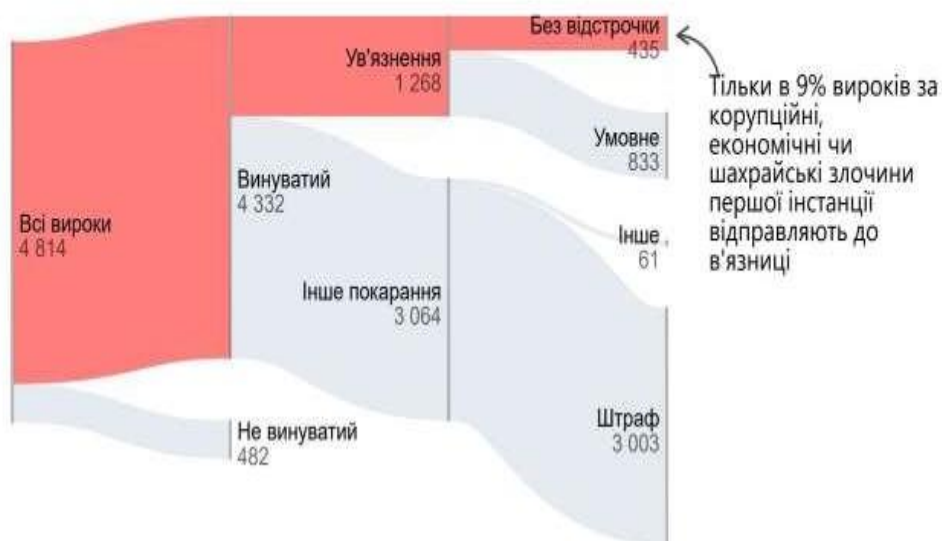 Всі вироки
4 814
Винуватий
4 332
Не винуватий
482
Ув'язнення
1 268
Інше покарання
3 064
Без відстрочки
435
Умовне
833
Інше
61
Штраф
3 003
Тільки в 9% вироків за
корупційні,
економічні чи
шахрайські злочини
першої інстанції
відправляють до
в'язниці